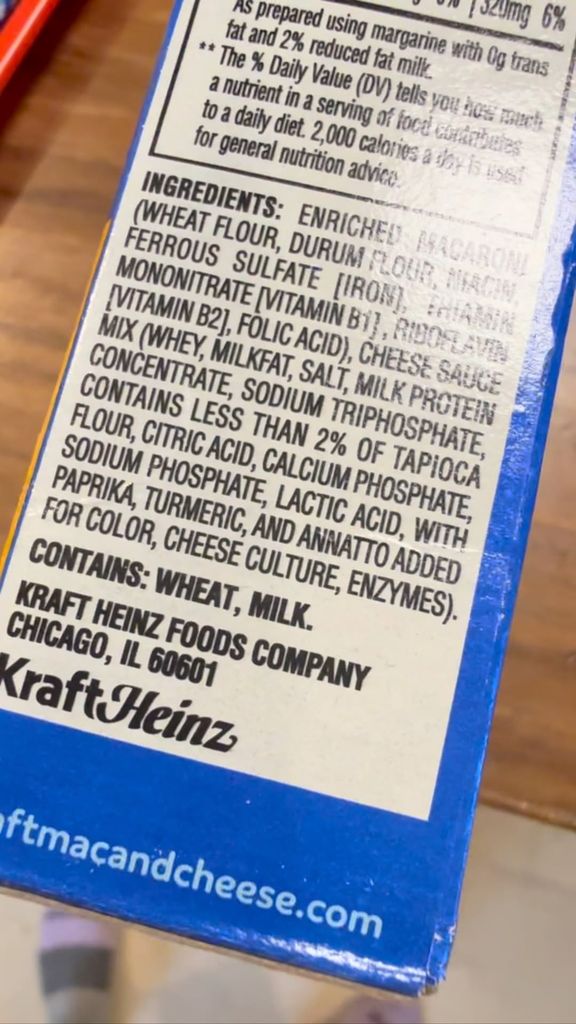 320mg 6%
As prepared using margarine with 0g trans
fat and 2% reduced fat milk.
** The % Daily Value (DV) tells you how much
a nutrient in a serving of food contributes
to a daily diet. 2,000 calories a day is used
for general nutrition advice.
INGREDIENTS: ENRICHED MACARONI
(WHEAT FLOUR, DURUM FLOUR, NIACIN,
FERROUS SULFATE [IRON], THIAMIN
MONONITRATE [VITAMIN B1], RIBOFLAVIN
[VITAMIN B2], FOLIC ACID), CHEESE SAUCE
MIX (WHEY, MILKFAT, SALT, MILK PROTEIN
CONCENTRATE, SODIUM TRIPHOSPHATE,
CONTAINS LESS THAN 2% OF TAPIOCA
FLOUR, CITRIC ACID, CALCIUM PHOSPHATE,
SODIUM PHOSPHATE, LACTIC ACID, WITH
PAPRIKA, TURMERIC, AND ANNATTO ADDED
FOR COLOR, CHEESE CULTURE, ENZYMES).
CONTAINS: WHEAT, MILK.
KRAFT HEINZ FOODS COMPANY
CHICAGO, IL 60601
KraftHeinz
aftmacandcheese.com